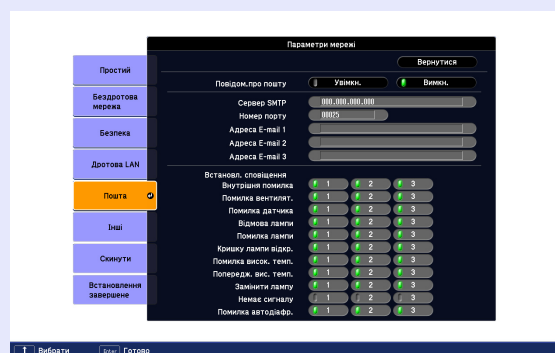 Параметри мережі
Вернутися
Простий
Бездротова
мережа
Безпека
Дротова LAN
Пошта
Інші
Скинути
Встановлення
завершене
Повідом.про пошту Увімкн. Вимкн.
Сервер SMTP 000.000.000.000
Номер порту 00025
Адреса E-mail 1
Адреса E-mail 2
Адреса E-mail 3
Встановл. сповіщення
Внутрішня помилка 1 2 3
Помилка вентилят. 1 2 3
Помилка датчика 1 2 3
Відмова лампи 1 2 3
Помилка лампи 1 2 3
Кришку лампи відкр. 1 2 3
Помилка висок. темп. 1 2 3
Попередж. вис. темп. 1 2 3
Замінити лампу 1 2 3
Немає сигналу 1 2 3
Помилка автодіафр. 1 2 3
Вибрати Enter Готово